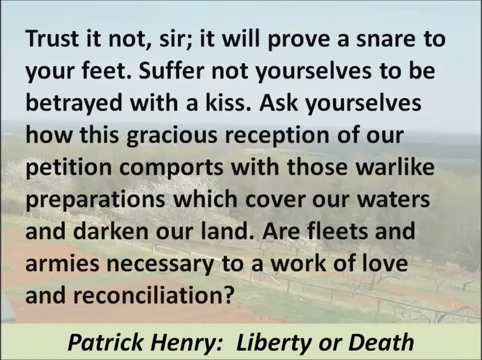 Trust it not, sir; it will prove a snare to
your feet. Suffer not yourselves to be
betrayed with a kiss. Ask yourselves
how this gracious reception of our
petition comports with those warlike
preparations which cover our waters
and darken our land. Are fleets and
armies necessary to a work of love
and reconciliation?
Patrick Henry:  Liberty or Death